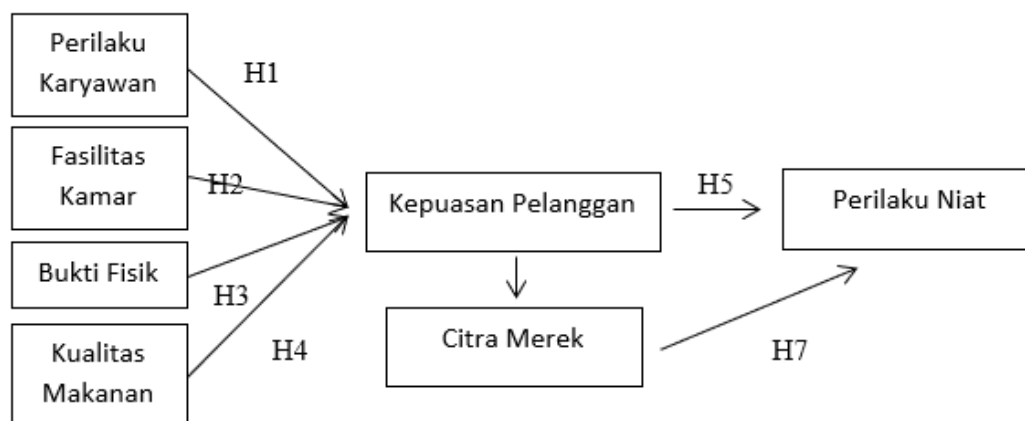 Perilaku
Karyawan
H1
Fasilitas
Kamar
H2
Kepuasan Pelanggan
H5
Perilaku Niat
Bukti Fisik
H3
Citra Merek
H4
H7
Kualitas
Makanan